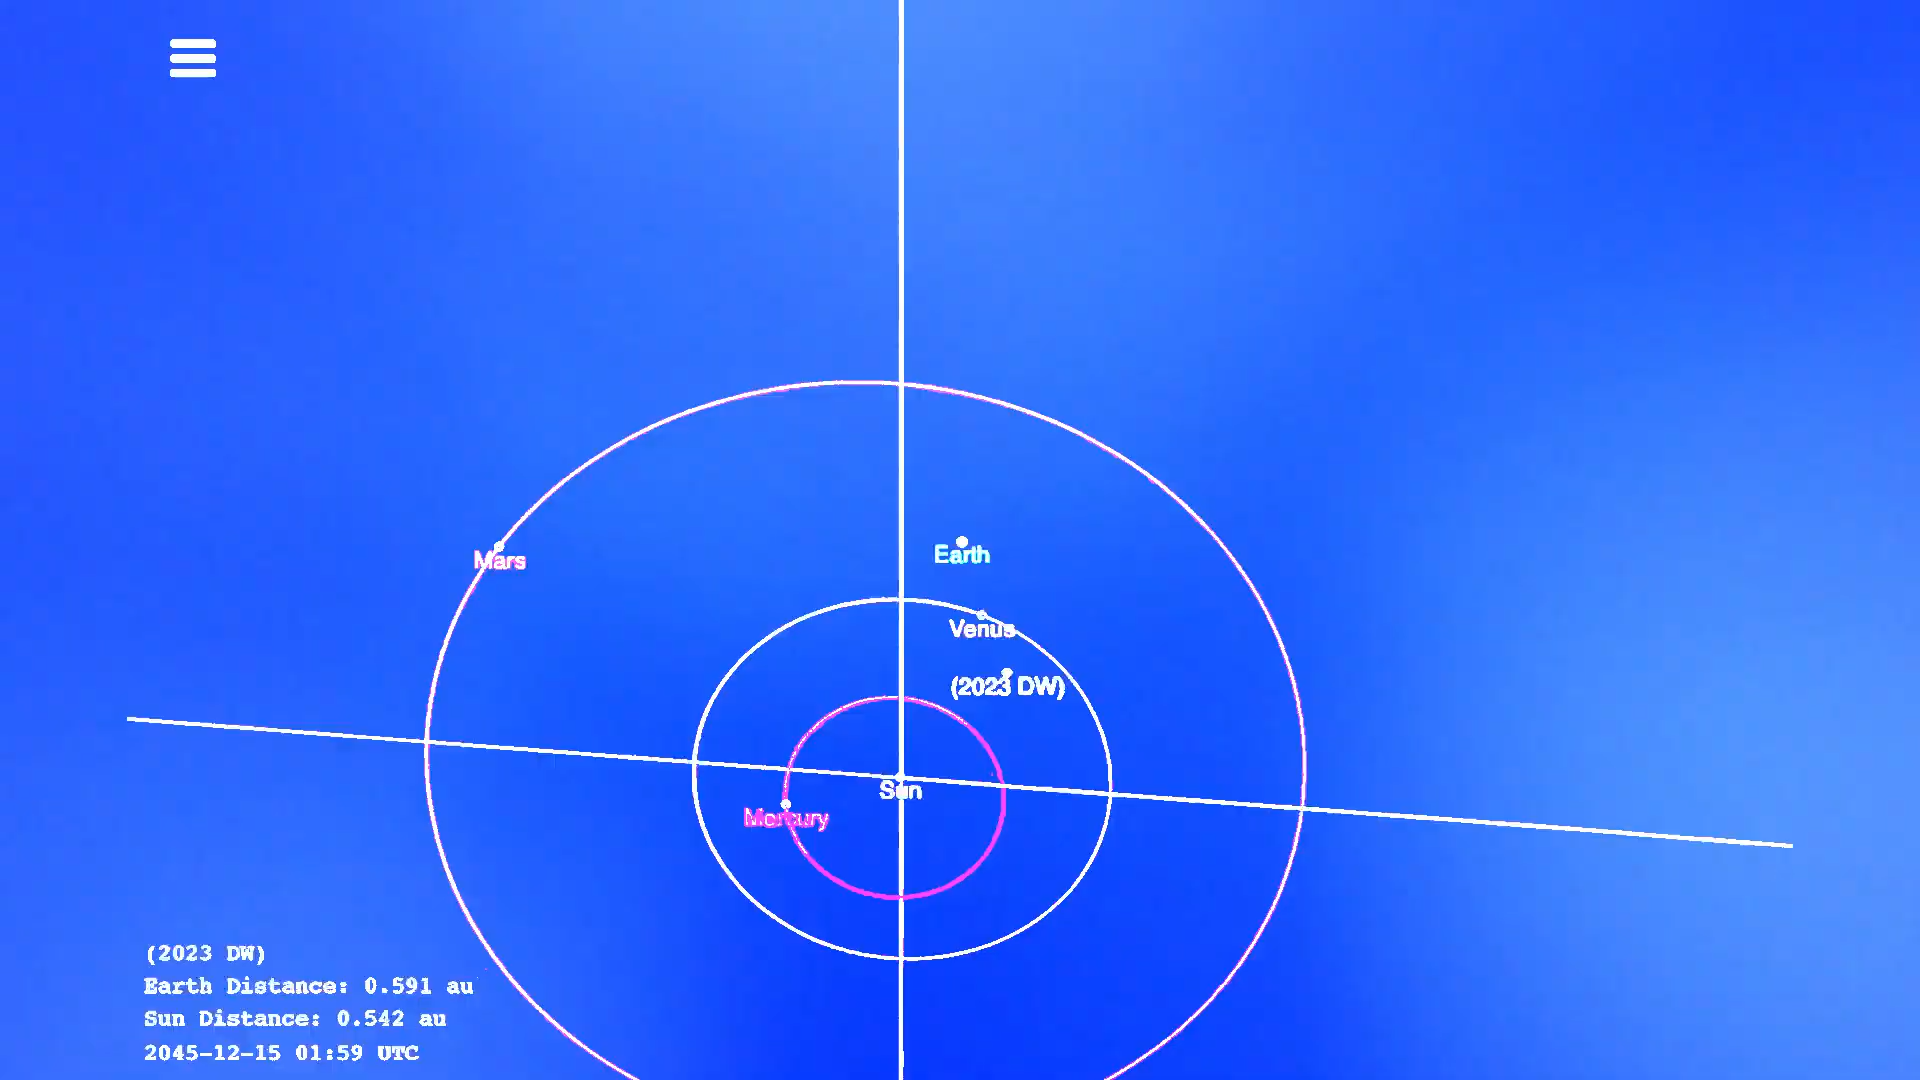 Mars
Earth
Venus
(2023 DW)
Sun
Mercury
(2023 DW)
Earth Distance: 0.591 au
Sun Distance: 0.542 au
2045-12-15 01:59 UTC